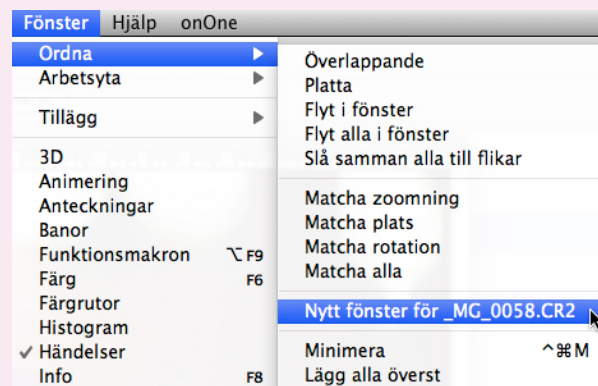 Fönster Hjälp onOne
Ordna
Arbetsyta
Tillägg
3D
Animering
Anteckningar
Banor
Funktionsmakron ⌥F9
Färg F6
Färgrutor
Histogram
✓ Händelser
Info F8
Överlappande
Platta
Flyt i fönster
Flyt alla i fönster
Slå samman alla till flikar
Matcha zoomning
Matcha plats
Matcha rotation
Matcha alla
Nytt fönster för _MG_0058.CR2
Minimera ^⌘M
Lägg alla överst